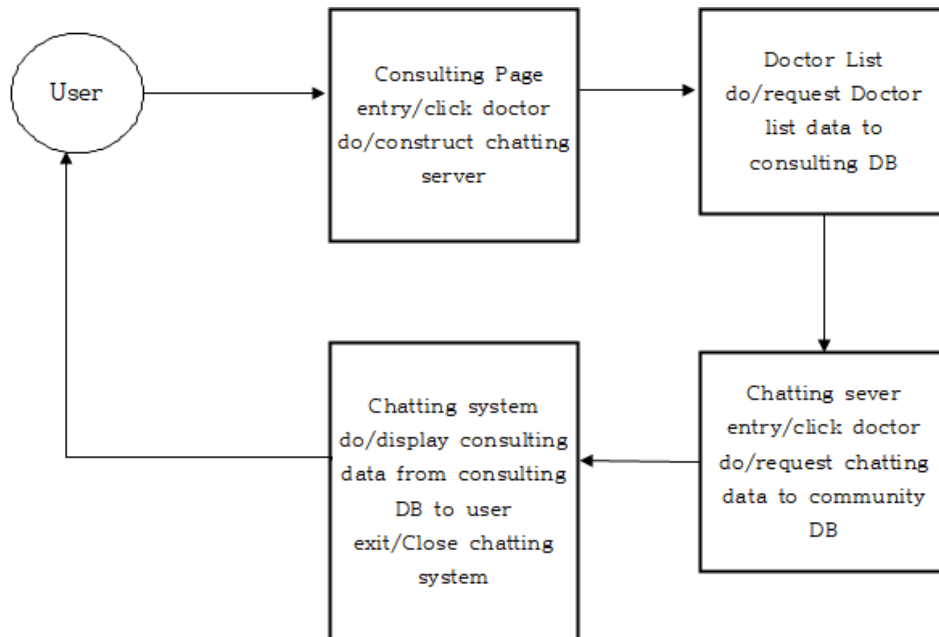 User
Consulting Page
entry/click doctor
do/construct chatting
server
Doctor List
do/request Doctor
list data to
consulting DB
Chatting sever
entry/click doctor
do/request chatting
data to community
DB
Chatting system
do/display consulting
data from consulting
DB to user
exit/Close chatting
system